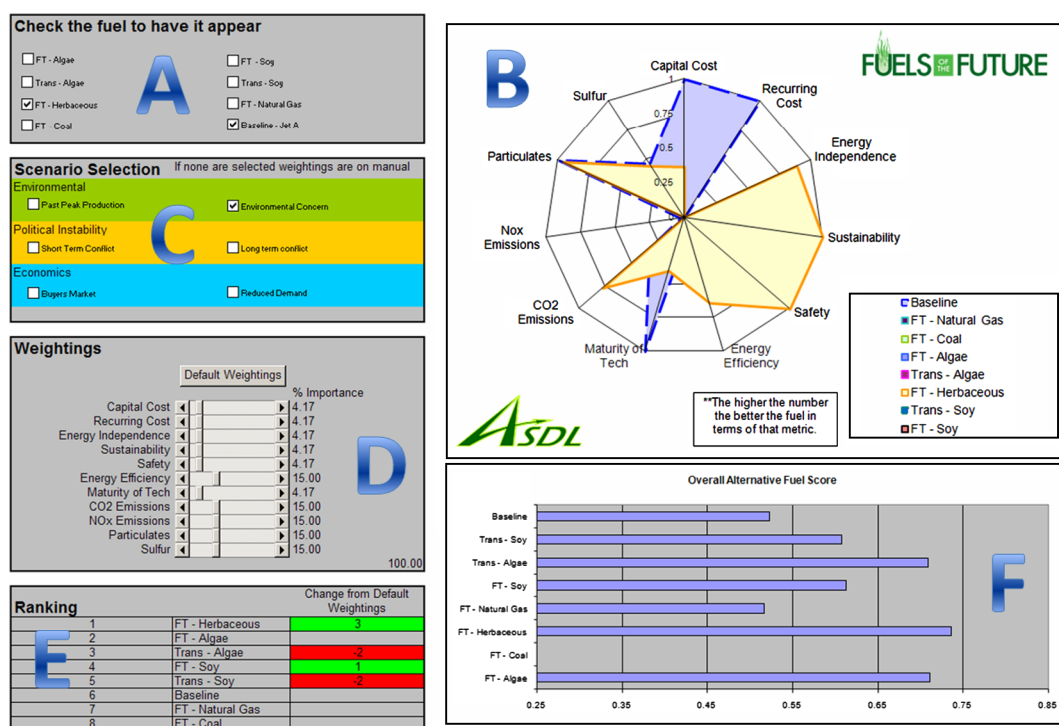 Check the fuel to have it appear
FT - Algae
FT - Soy
Trans - Algae
Trans - Soy
FT - Herbaceous
FT - Natural Gas
FT - Coal
Baseline - Jet A
A
Scenario Selection
If none are selected weightings are on manual
Environmental
Past Peak Production
Environmental Concern
Political Instability
Short Term Conflict
Long term conflict
Economics
Buyers Market
Reduced Demand
C
Weightings
Default Weightings
% Importance
Capital Cost 4.17
Recurring Cost 4.17
Energy Independence 4.17
Sustainability 4.17
Safety 4.17
Energy Efficiency 15.00
Maturity of Tech 4.17
CO2 Emissions 15.00
NOx Emissions 15.00
Particulates 15.00
Sulfur 15.00
100.00
D
Ranking
Change from Default
Weightings
1 FT - Herbaceous 3
2 FT - Algae
3 Trans - Algae -2
4 FT - Soy 1
5 Trans - Soy -2
6 Baseline
7 FT - Natural Gas
8 FT - Coal
E
B
FUELS OF THE FUTURE
Capital Cost
Recurring
Cost
Energy
Independence
Sustainability
Safety
Energy
Efficiency
Maturity of
Tech
CO2
Emissions
Nox
Emissions
Particulates
Sulfur
1
0.75
0.5
0.25
0
Baseline
FT - Natural Gas
FT - Coal
FT - Algae
Trans - Algae
FT - Herbaceous
Trans - Soy
FT - Soy
**The higher the number
the better the fuel in
terms of that metric.
ASDL
Overall Alternative Fuel Score
Baseline
Trans - Soy
Trans - Algae
FT - Soy
FT - Natural Gas
FT - Herbaceous
FT - Coal
FT - Algae
0.25 0.35 0.45 0.55 0.65 0.75 0.85
F